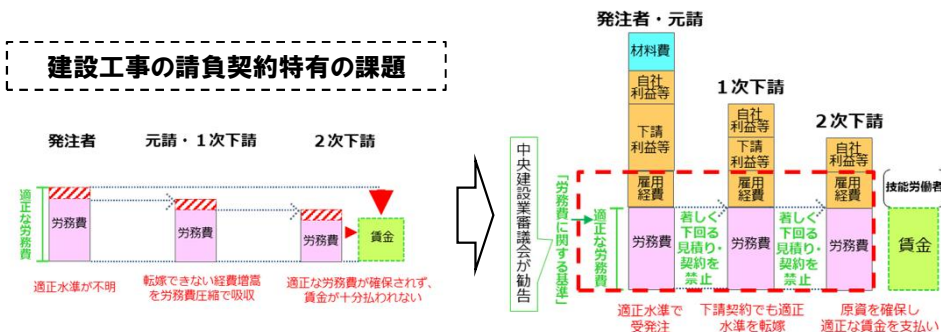 建設工事の請負契約特有の課題
発注者
元請・1次下請
2次下請
適正な労務費
労務費
労務費
労務費
賃金
適正水準が不明
転嫁できない経費増嵩
を労務費圧縮で吸収
適正な労務費が確保されず、
賃金が十分払われない
発注者・元請
材料費
自社
利益等
下請
利益等
雇用
経費
労務費
1次下請
自社
利益等
下請
利益等
雇用
経費
労務費
2次下請
自社
利益等
雇用
経費
労務費
技能労働者
賃金
中央建設業審議会が勧告
「労務費に関する基準」
適正な労務費
著しく
下回る
見積り・
契約を
禁止
著しく
下回る
見積り・
契約を
禁止
適正水準で
受発注
下請契約でも適正
水準を転嫁
原資を確保し
適正な賃金を支払い